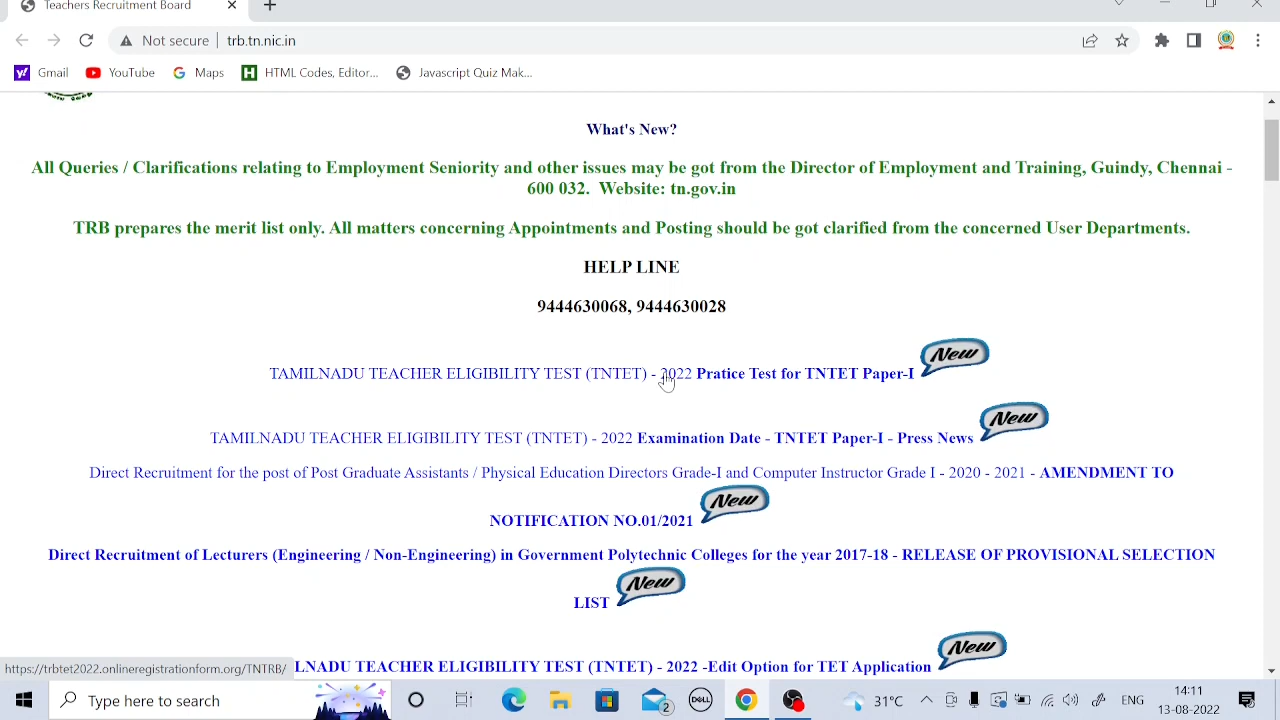 Teachers Recruitment Board
Not secure trb.tn.nic.in
Gmail YouTube Maps HTML Codes, Editor... Javascript Quiz Mak...
What's New?
All Queries / Clarifications relating to Employment Seniority and other issues may be got from the Director of Employment and Training, Guindy, Chennai -
600 032. Website: tn.gov.in
TRB prepares the merit list only. All matters concerning Appointments and Posting should be got clarified from the concerned User Departments.
HELP LINE
9444630068, 9444630028
TAMILNADU TEACHER ELIGIBILITY TEST (TNTET) - 2022 Pratice Test for TNTET Paper-I New
TAMILNADU TEACHER ELIGIBILITY TEST (TNTET) - 2022 Examination Date - TNTET Paper-I - Press News New
Direct Recruitment for the post of Post Graduate Assistants / Physical Education Directors Grade-I and Computer Instructor Grade I - 2020 - 2021 - AMENDMENT TO
NOTIFICATION NO.01/2021 New
Direct Recruitment of Lecturers (Engineering / Non-Engineering) in Government Polytechnic Colleges for the year 2017-18 - RELEASE OF PROVISIONAL SELECTION
LIST New
https://trbtet2022.onlineregistrationform.org/TNTRB/ LNADU TEACHER ELIGIBILITY TEST (TNTET) - 2022 -Edit Option for TET Application New
Type here to search 2 DELL 31°C ENG 14:11
13-08-2022